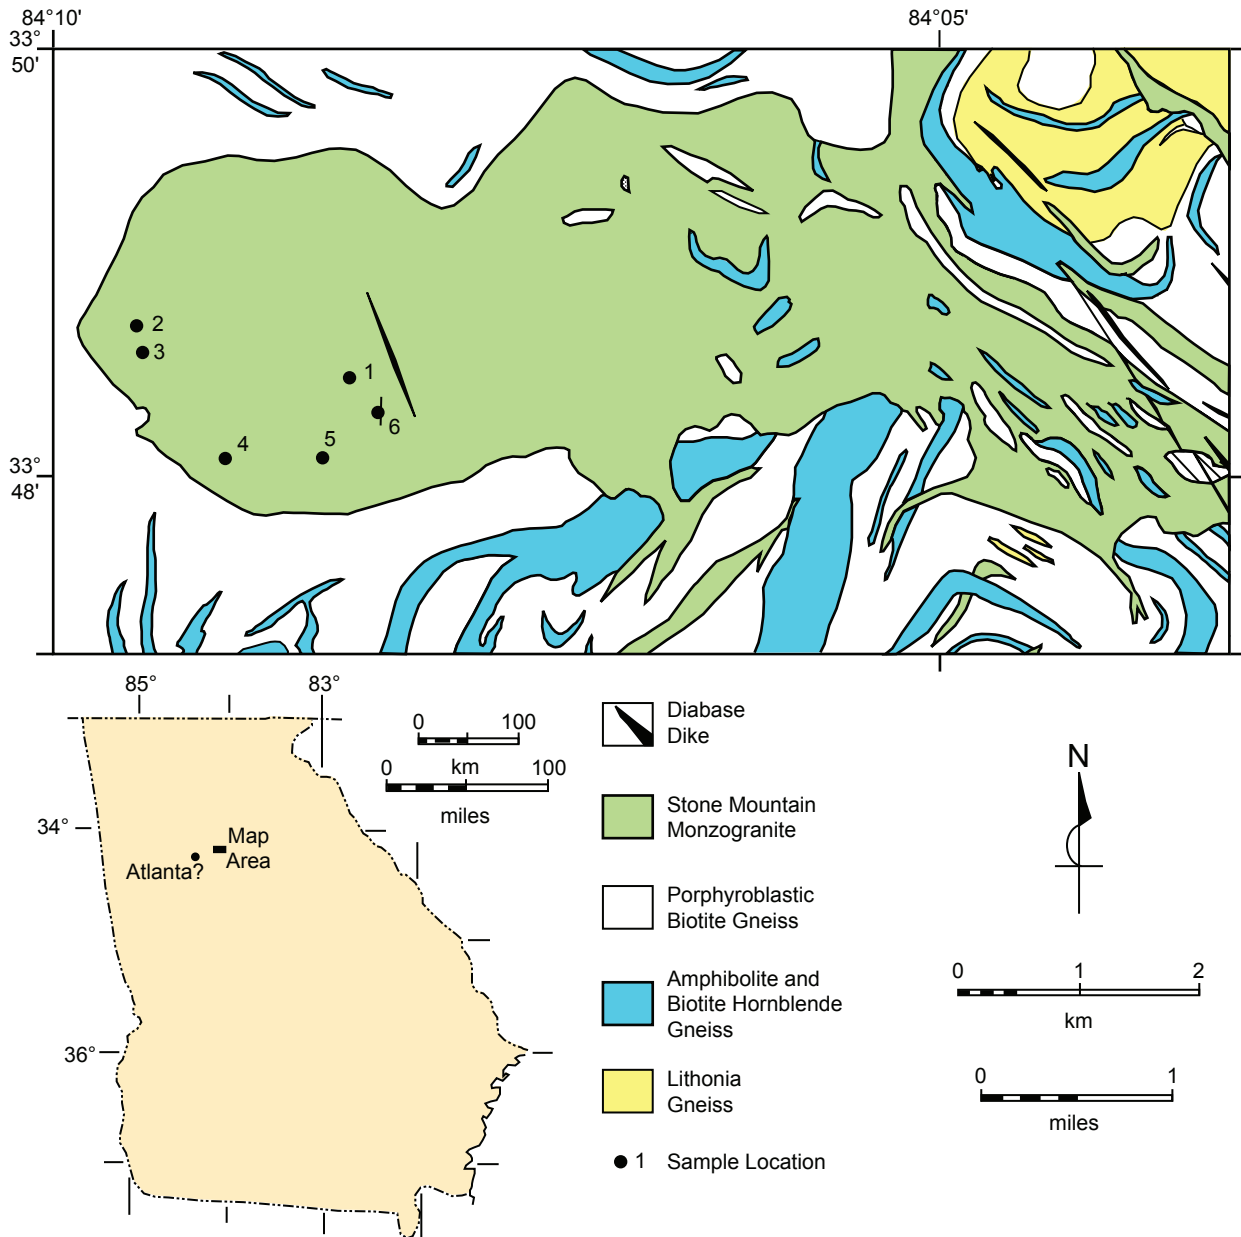 84°10'
84°05'
33°
50'
2
3
1
6
4
5
33°
48'
85°
83°
0 100
0 km 100
miles
34°
Map
Area
Atlanta?
36°
Diabase
Dike
Stone Mountain
Monzogranite
Porphyroblastic
Biotite Gneiss
Amphibolite and
Biotite Hornblende
Gneiss
Lithonia
Gneiss
1 Sample Location
N
0 1 2
km
0 1
miles